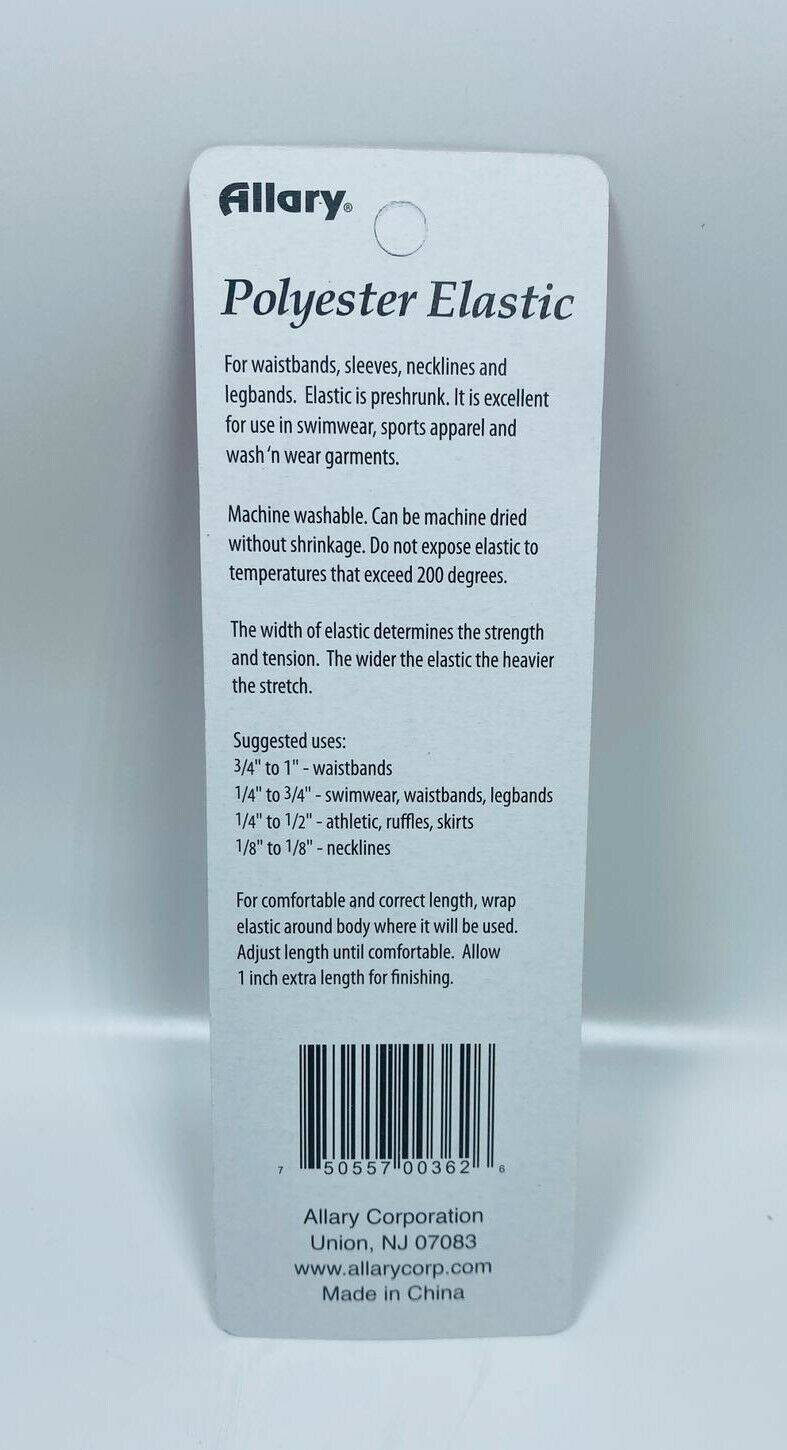 Allary®
Polyester Elastic
For waistbands, sleeves, necklines and
legbands. Elastic is preshrunk. It is excellent
for use in swimwear, sports apparel and
wash 'n wear garments.
Machine washable. Can be machine dried
without shrinkage. Do not expose elastic to
temperatures that exceed 200 degrees.
The width of elastic determines the strength
and tension. The wider the elastic the heavier
the stretch.
Suggested uses:
3/4" to 1" - waistbands
1/4" to 3/4" - swimwear, waistbands, legbands
1/4" to 1/2" - athletic, ruffles, skirts
1/8" to 1/8" - necklines
For comfortable and correct length, wrap
elastic around body where it will be used.
Adjust length until comfortable. Allow
1 inch extra length for finishing.
7 50557 00362 6
Allary Corporation
Union, NJ 07083
www.allarycorp.com
Made in China